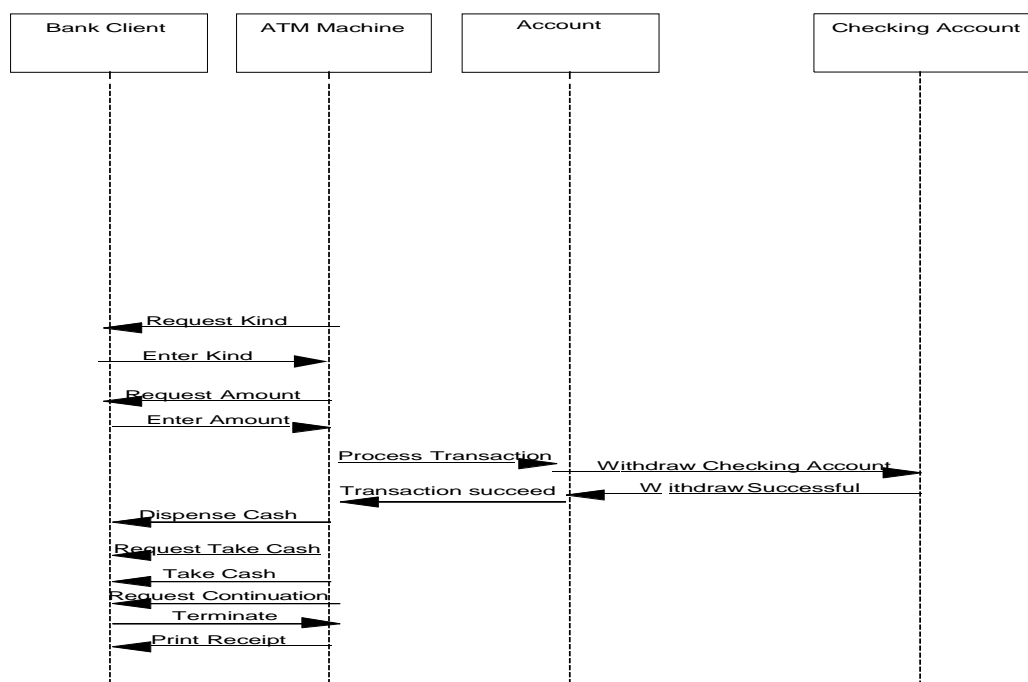 Bank Client
ATM Machine
Account
Checking Account
Request Kind
Enter Kind
Request Amount
Enter Amount
Process Transaction
Withdraw Checking Account
Withdraw Successful
Transaction succeed
Dispense Cash
Request Take Cash
Take Cash
Request Continuation
Terminate
Print Receipt